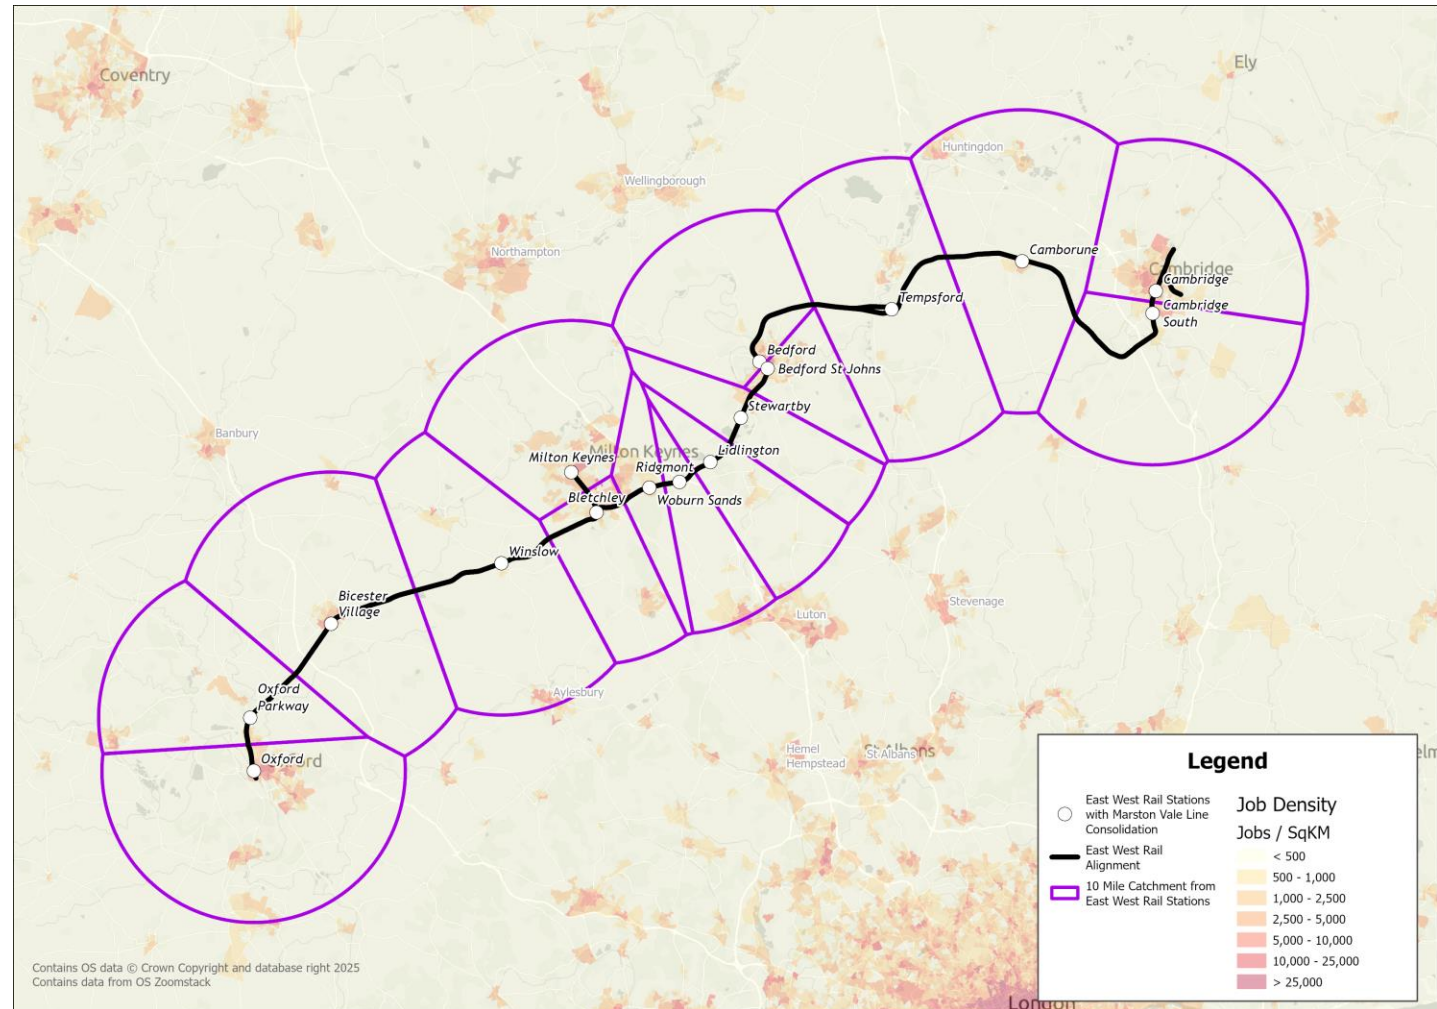 Coventry
Ely
Huntingdon
Wellingborough
Northampton
Camborune
Cambridge
Cambridge
Cambridge
South
Tempsford
Bedford
Bedford St Johns
Stewartby
Banbury
Milton Keynes
Milton Keynes
Lidlington
Ridgmont
Bletchley
Woburn Sands
Winslow
Bicester
Village
Stevenage
Luton
Aylesbury
Oxford
Parkway
Oxford
Oxford
Hemel
Hempstead
St Albans
St Albans
London
Legend
East West Rail Stations
with Marston Vale Line
Consolidation
East West Rail
Alignment
10 Mile Catchment from
East West Rail Stations
Job Density
Jobs / SqKM
< 500
500 - 1,000
1,000 - 2,500
2,500 - 5,000
5,000 - 10,000
10,000 - 25,000
> 25,000
Contains OS data © Crown Copyright and database right 2025
Contains data from OS Zoomstack